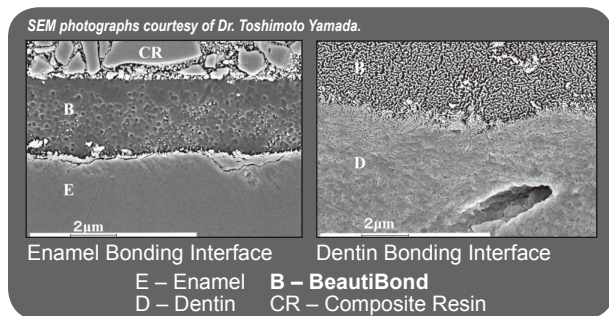 SEM photographs courtesy of Dr. Toshimoto Yamada.
CR
B
E
2µm
B
D
2µm
Enamel Bonding Interface
Dentin Bonding Interface
E – Enamel B – BeautiBond
D – Dentin CR – Composite Resin